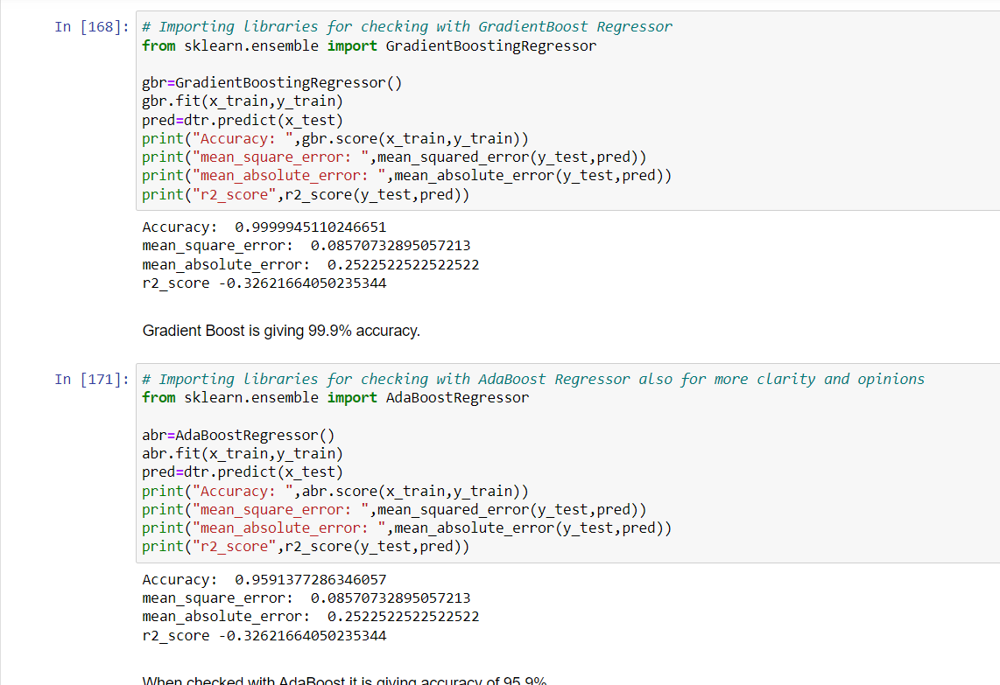 In [168]: # Importing libraries for checking with GradientBoost Regressor
from sklearn.ensemble import GradientBoostingRegressor
gbr=GradientBoostingRegressor()
gbr.fit(x_train,y_train)
pred=dtr.predict(x_test)
print("Accuracy: ",gbr.score(x_train,y_train))
print("mean_square_error: ",mean_squared_error(y_test,pred))
print("mean_absolute_error: ",mean_absolute_error(y_test,pred))
print("r2_score",r2_score(y_test,pred))
Accuracy:  0.9999945110246651
mean_square_error:  0.08570732895057213
mean_absolute_error:  0.2522522522522522
r2_score -0.32621664050235344
Gradient Boost is giving 99.9% accuracy.
In [171]: # Importing libraries for checking with AdaBoost Regressor also for more clarity and opinions
from sklearn.ensemble import AdaBoostRegressor
abr=AdaBoostRegressor()
abr.fit(x_train,y_train)
pred=dtr.predict(x_test)
print("Accuracy: ",abr.score(x_train,y_train))
print("mean_square_error: ",mean_squared_error(y_test,pred))
print("mean_absolute_error: ",mean_absolute_error(y_test,pred))
print("r2_score",r2_score(y_test,pred))
Accuracy:  0.9591377286346057
mean_square_error:  0.08570732895057213
mean_absolute_error:  0.2522522522522522
r2_score -0.32621664050235344
When checked with AdaBoost it is giving accuracy of 95.9%